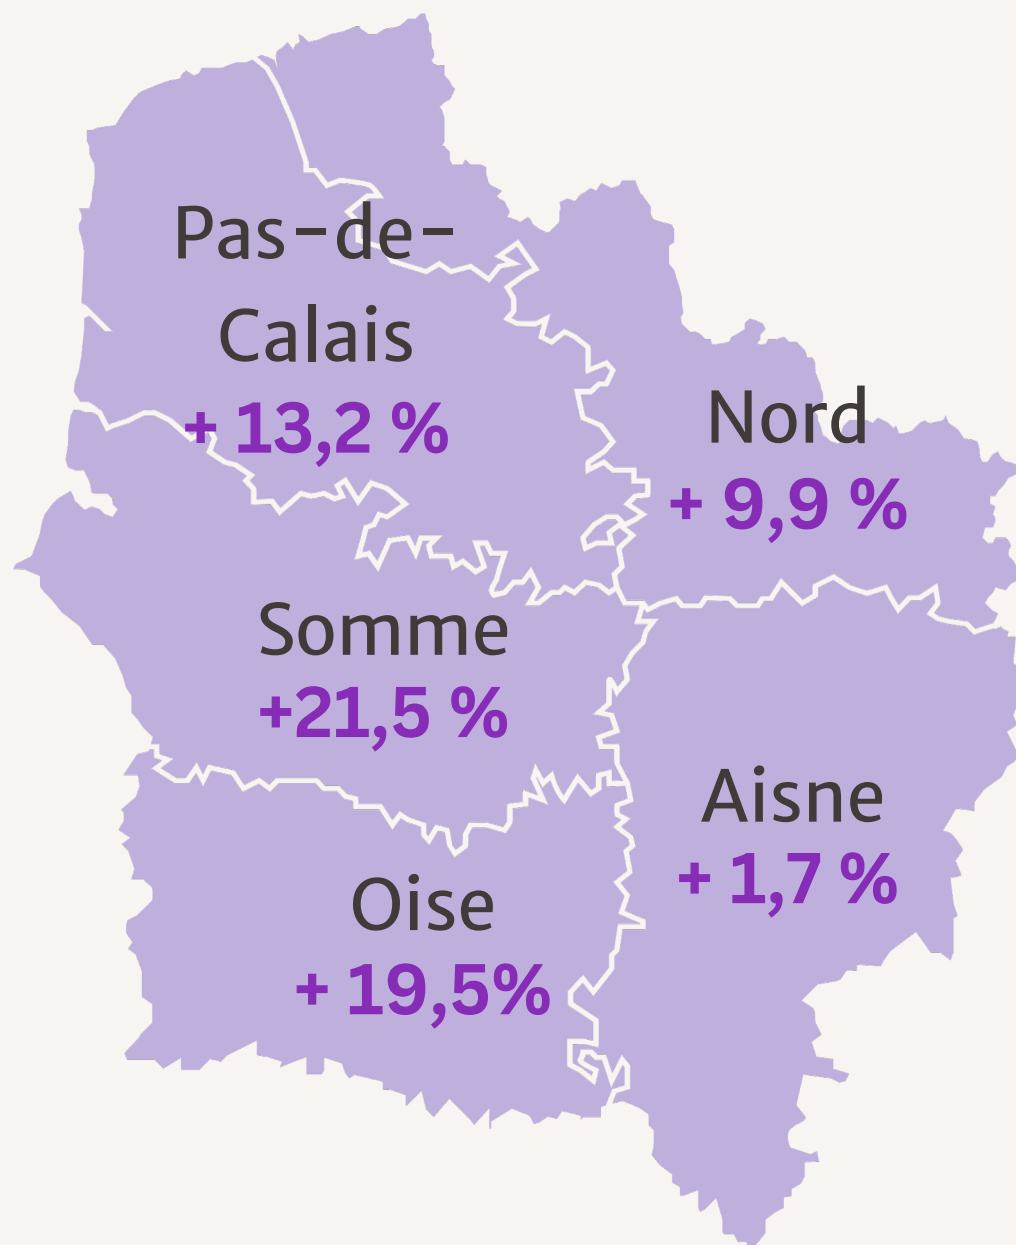 Pas-de-
Calais
+ 13,2 %
Nord
+ 9,9 %
Somme
+21,5 %
Aisne
+ 1,7 %
Oise
+ 19,5%